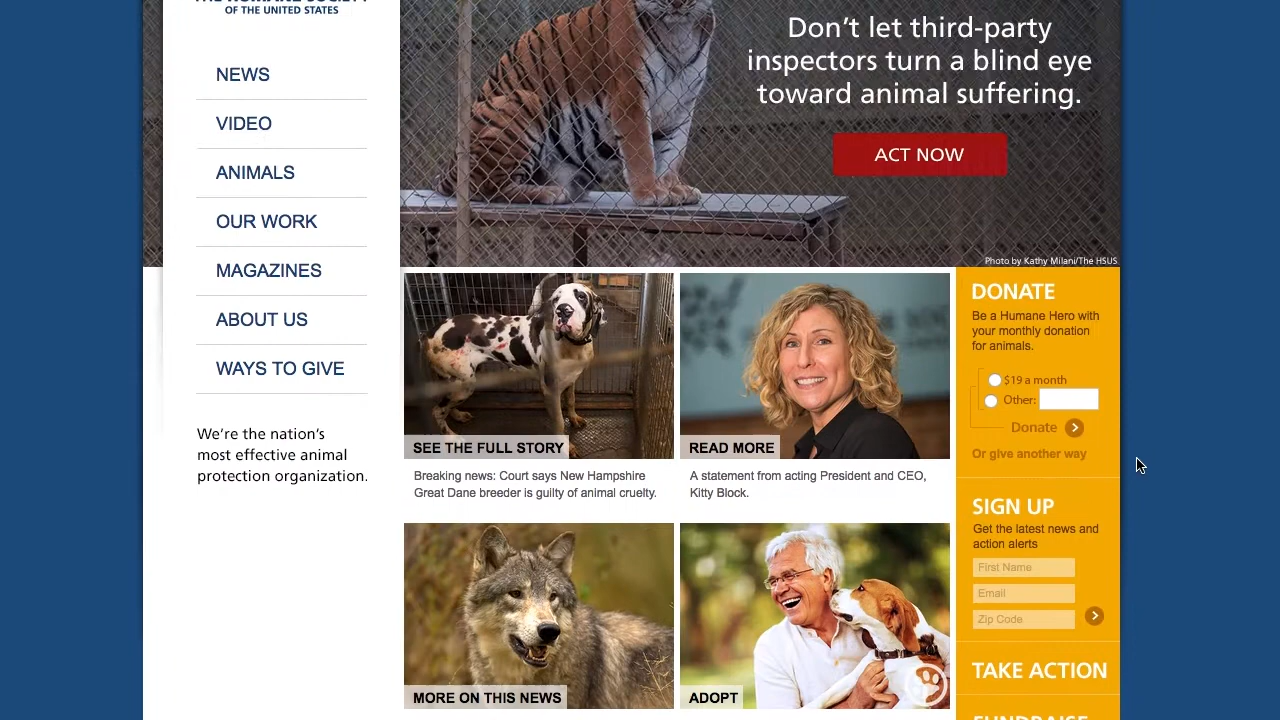 THE HUMANE SOCIETY
OF THE UNITED STATES
NEWS
VIDEO
ANIMALS
OUR WORK
MAGAZINES
ABOUT US
WAYS TO GIVE
We're the nation's
most effective animal
protection organization.
Don't let third-party
inspectors turn a blind eye
toward animal suffering.
ACT NOW
Photo by Kathy Milani/The HSUS
SEE THE FULL STORY
Breaking news: Court says New Hampshire
Great Dane breeder is guilty of animal cruelty.
READ MORE
A statement from acting President and CEO,
Kitty Block.
MORE ON THIS NEWS
ADOPT
DONATE
Be a Humane Hero with
your monthly donation
for animals.
$19 a month
Other:
Donate
Or give another way
SIGN UP
Get the latest news and
action alerts
First Name
Email
Zip Code
TAKE ACTION
FUNDRAISE